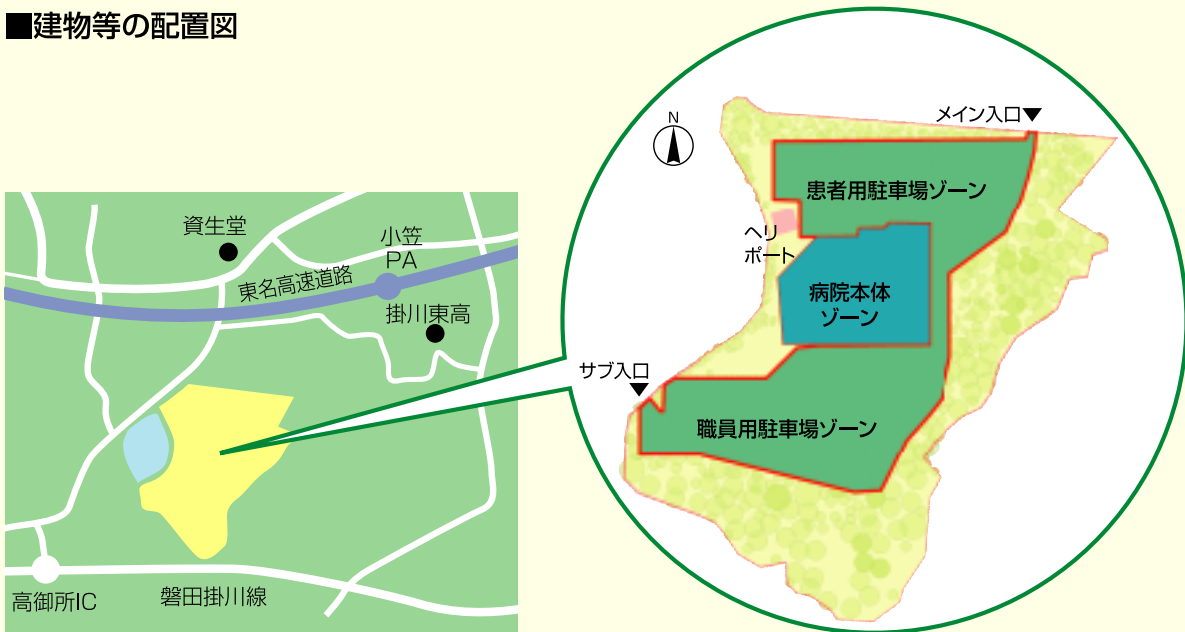 ■建物等の配置図
資生堂
小笠
PA
東名高速道路
掛川東高
高御所IC
磐田掛川線
N
メイン入口▼
患者用駐車場ゾーン
ヘリ
ポート
病院本体
ゾーン
サブ入口
▼
職員用駐車場ゾーン